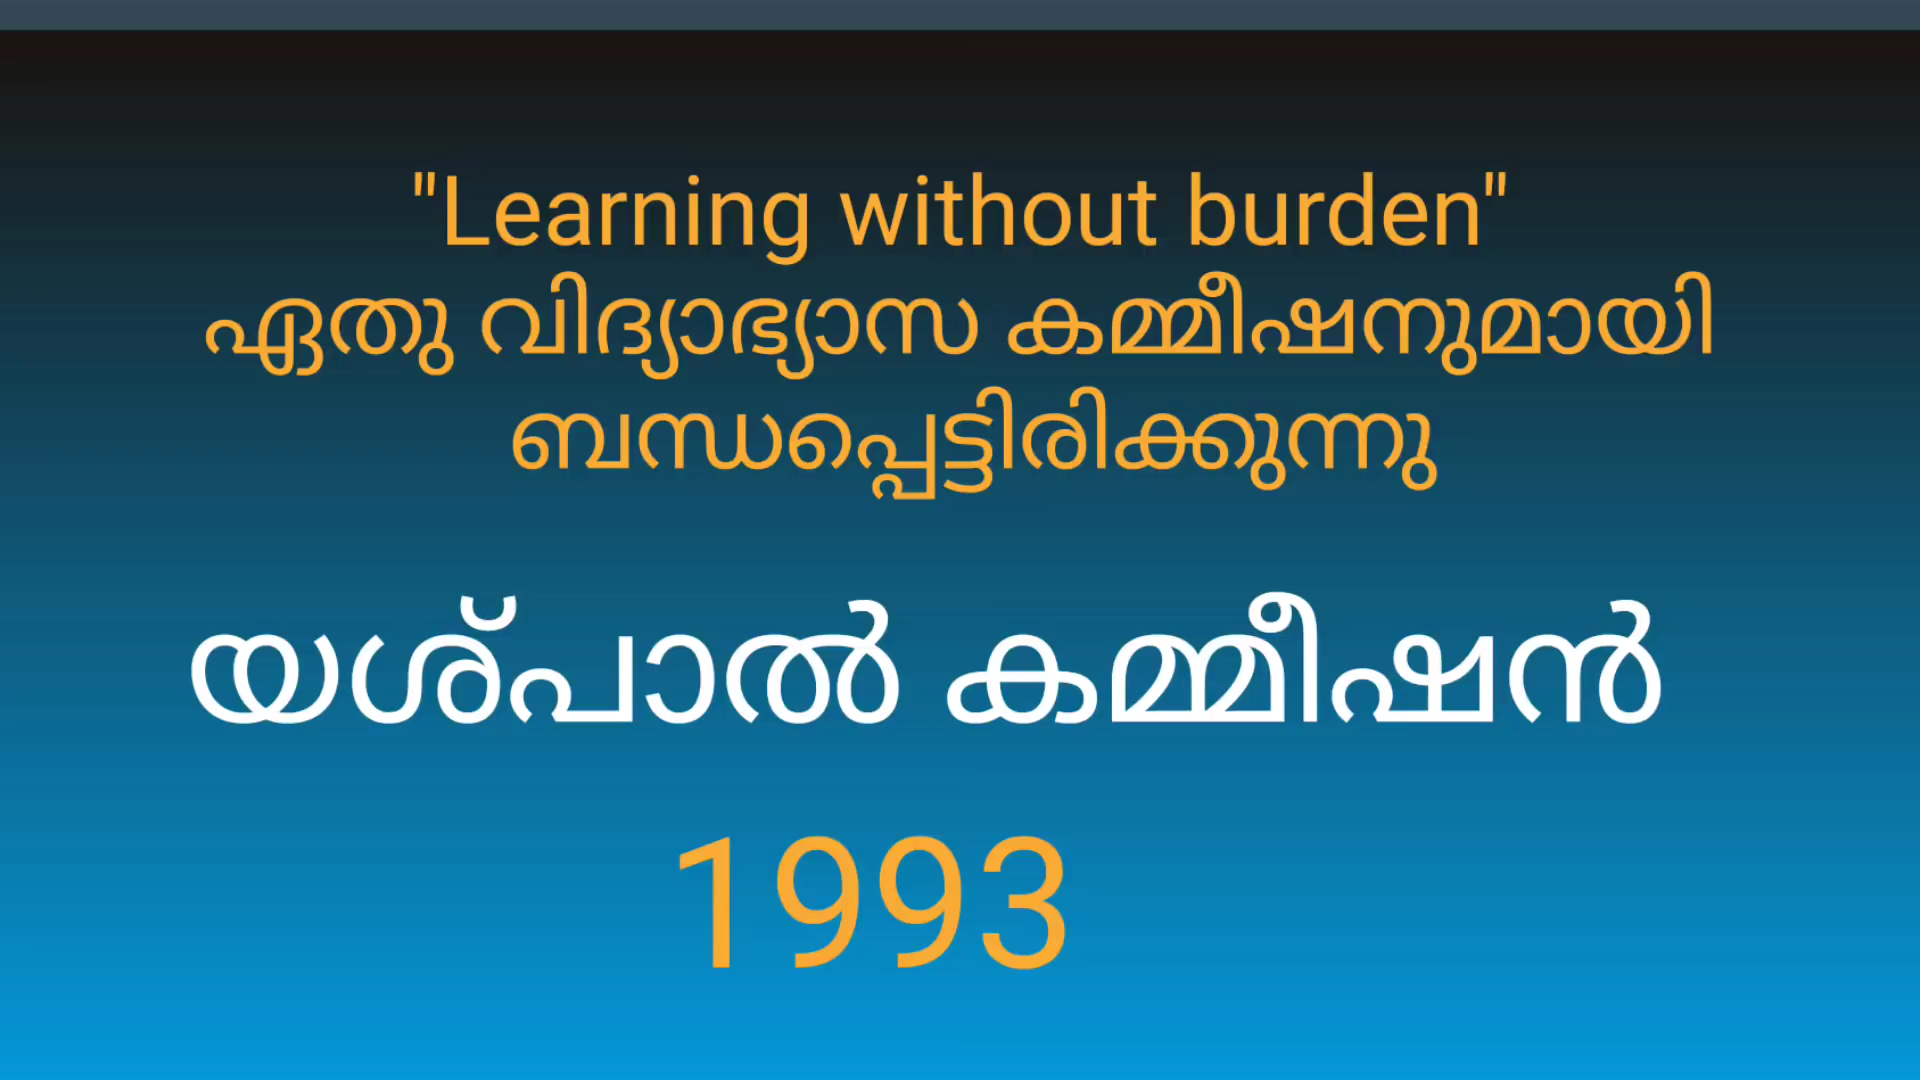 "Learning without burden"
ഏതു വിദ്യാഭ്യാസ കമ്മീഷനുമായി
ബന്ധപ്പെട്ടിരിക്കുന്നു
യശ്പാൽ കമ്മീഷൻ
1993